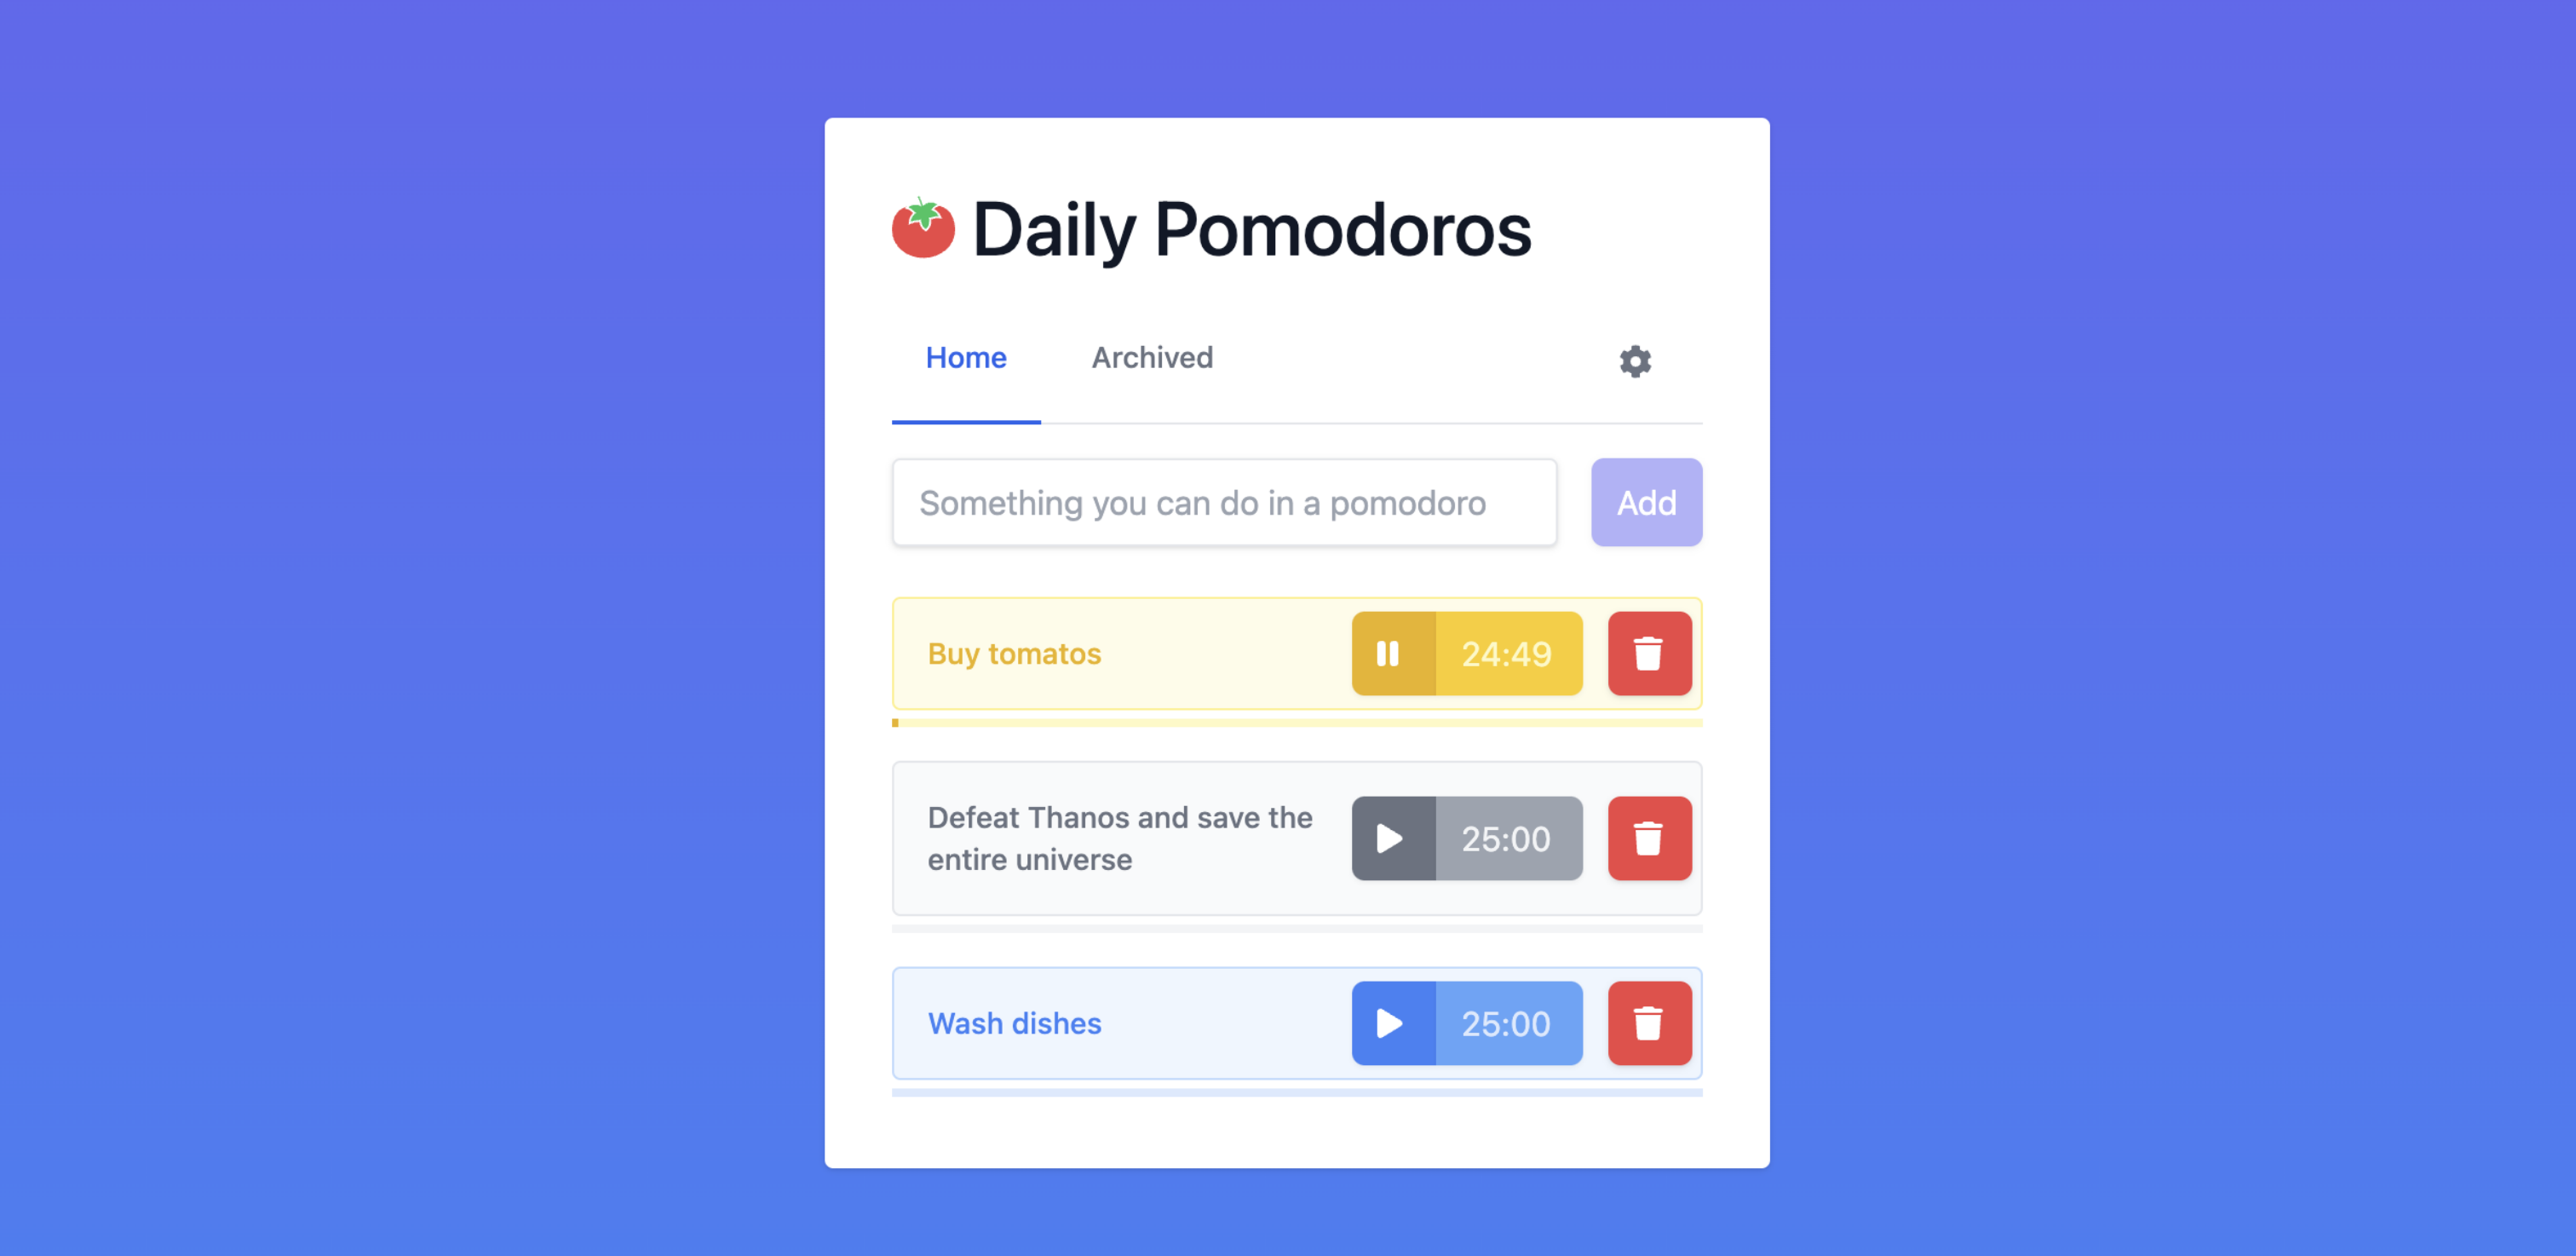 Daily Pomodoros
Home
Archived
Something you can do in a pomodoro
Add
Buy tomatos
24:49
Defeat Thanos and save the
entire universe
25:00
Wash dishes
25:00